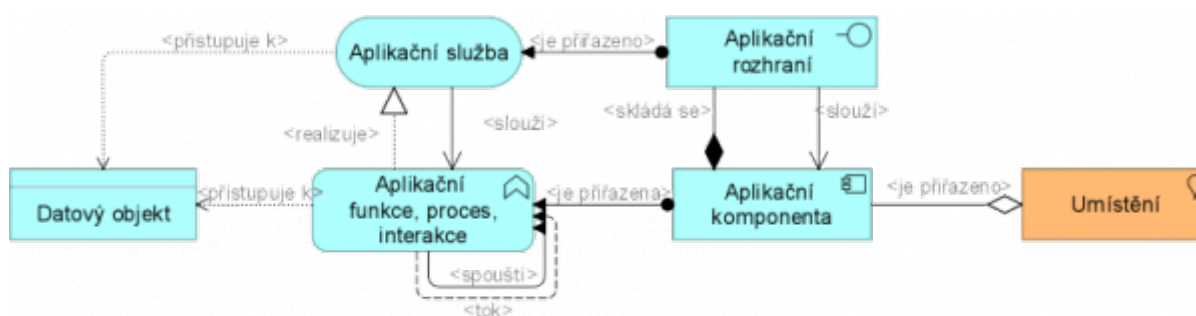 <přistupuje k>
Aplikační služba
<je přiřazeno>
Aplikační
rozhraní
<realizuje>
<slouží>
<skládá se>
<slouží>
Datový objekt
<přistupuje k>
Aplikační
funkce, proces,
interakce
<je přiřazena>
Aplikační
komponenta
<je přiřazeno>
Umístění
<spouští>
<tok>